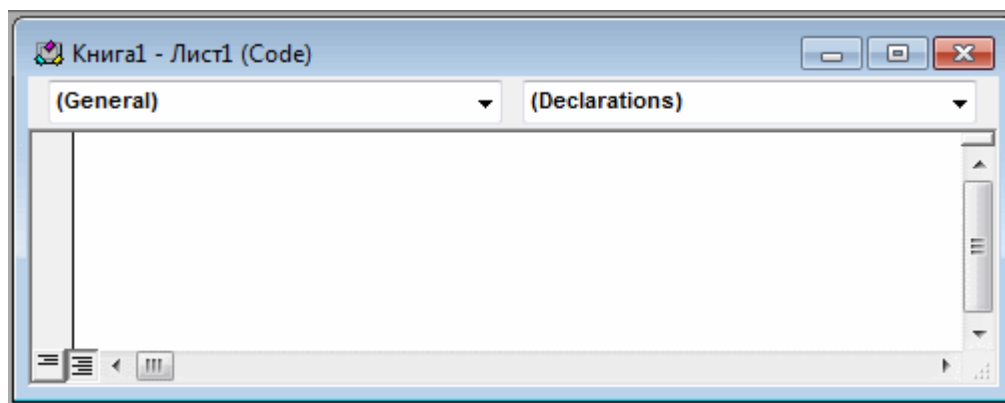 Книга1 - Лист1 (Code)
(General) (Declarations)